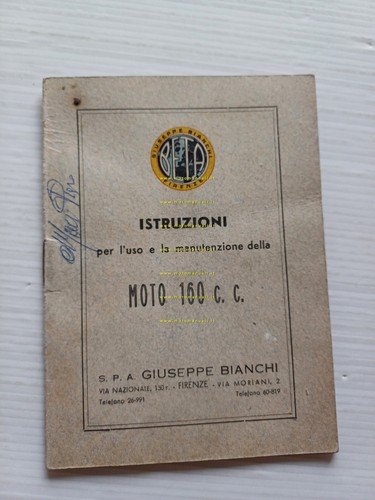 GIUSEPPE BIANCHI
BETA
FIRENZE
ISTRUZIONI
per l'uso e la manutenzione della
MOTO 160 c. c.
S. P. A. GIUSEPPE BIANCHI
VIA NAZIONALE, 130 r. - FIRENZE - VIA MORIANI, 2
Telefono 26-991 Telefono 60-819